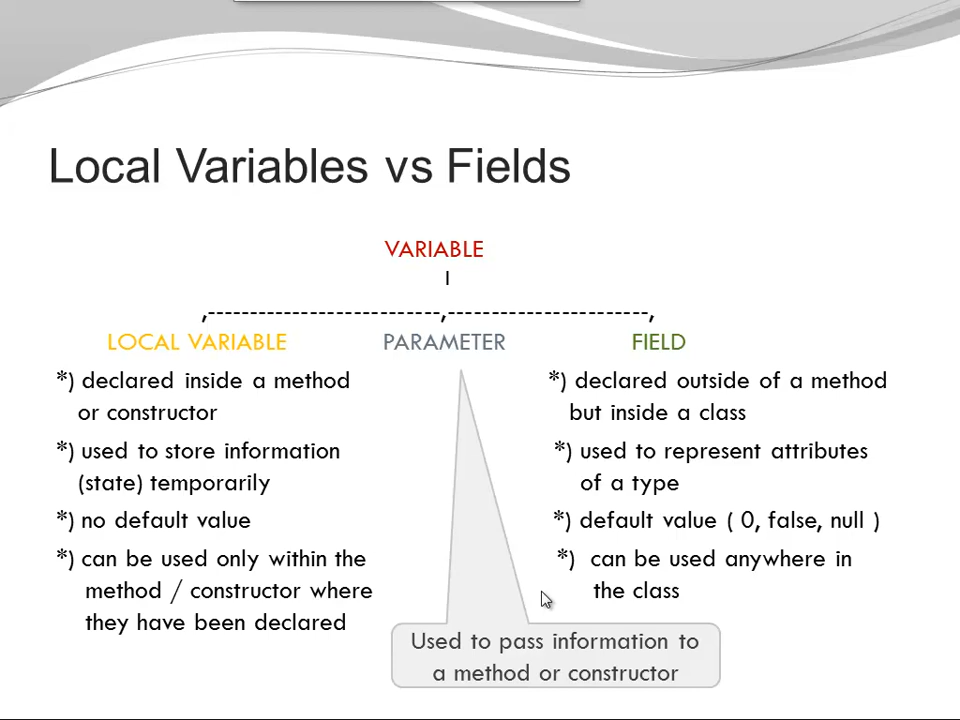 Local Variables vs Fields
VARIABLE
|
,--------------------------,-----------------------,
LOCAL VARIABLE
*) declared inside a method
or constructor
*) used to store information
(state) temporarily
*) no default value
*) can be used only within the
method / constructor where
they have been declared
PARAMETER
Used to pass information to
a method or constructor
FIELD
*) declared outside of a method
but inside a class
*) used to represent attributes
of a type
*) default value ( 0, false, null )
*) can be used anywhere in
the class